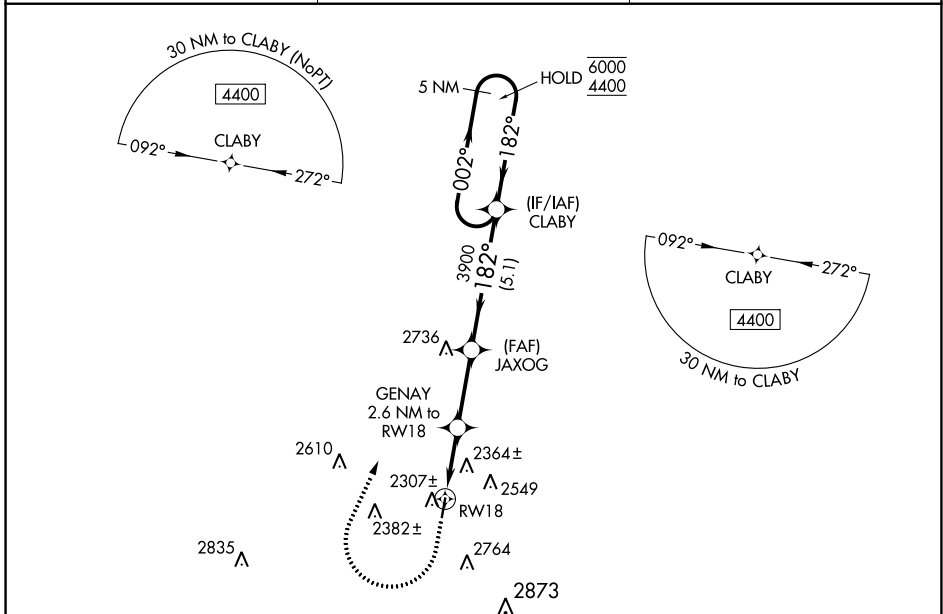 30 NM to CLABY (NoPT)
4400
CLABY
092°
272°
5 NM
HOLD
6000
4400
002°
182°
(IF/IAF)
CLABY
3900
182°
(5.1)
092°
272°
CLABY
4400
30 NM to CLABY
2736
(FAF)
JAXOG
GENAY
2.6 NM to
RW18
2610
2364±
2307±
2549
RW18
2382±
2835
2764
2873